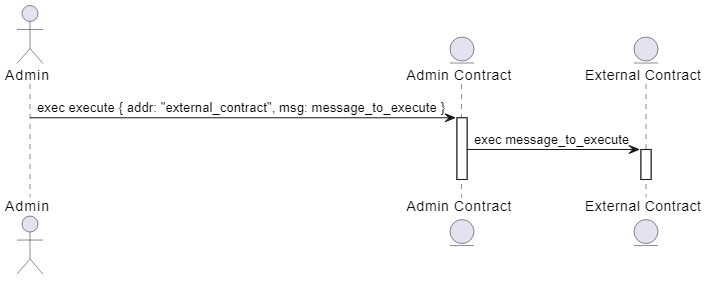 Admin
Admin Contract
External Contract
exec execute { addr: "external_contract", msg: message_to_execute }
exec message_to_execute
Admin
Admin Contract
External Contract